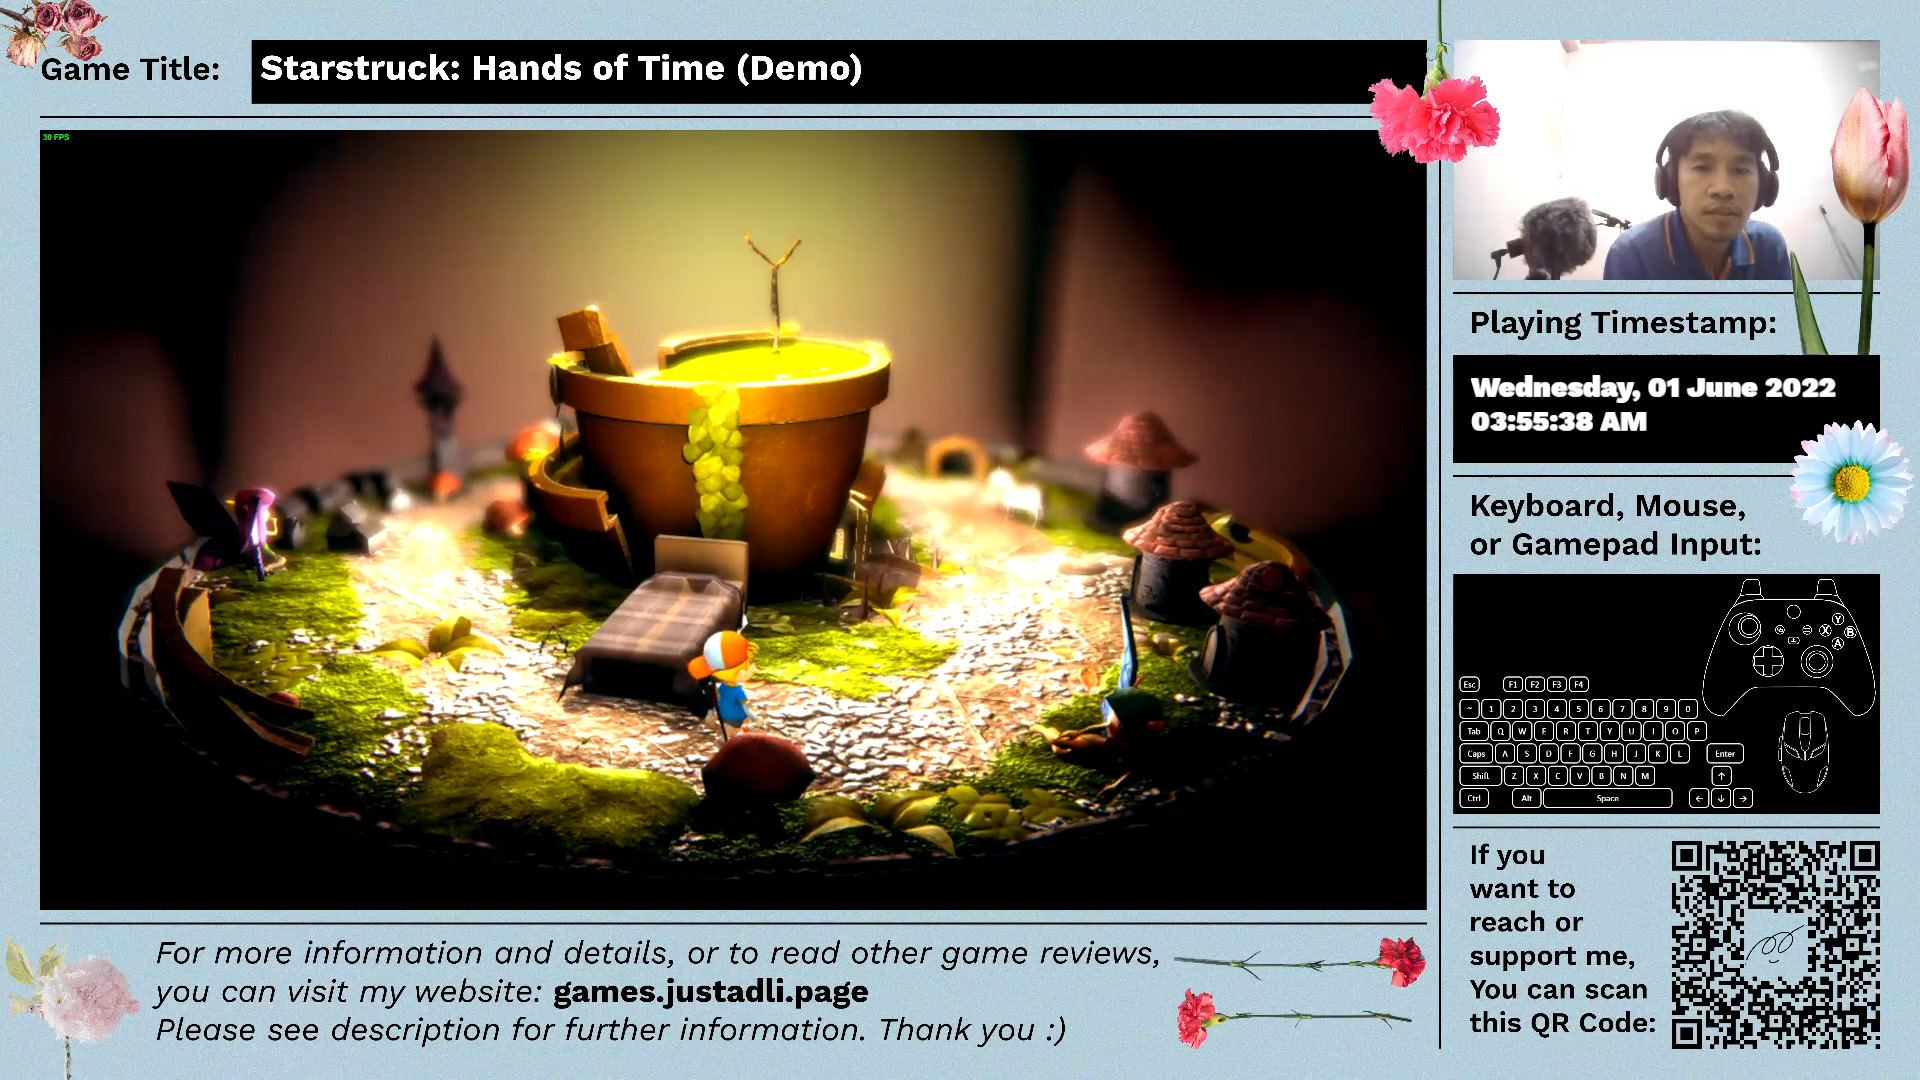 Game Title:
Starstruck: Hands of Time (Demo)
30 FPS
Playing Timestamp:
Wednesday, 01 June 2022
03:55:38 AM
Keyboard, Mouse,
or Gamepad Input:
Y
X B
A
Esc F1 F2 F3 F4
~ 1 2 3 4 5 6 7 8 9 0
Tab Q W E R T Y U I O P
Caps A S D F G H J K L Enter
Shift Z X C V B N M ↑
Ctrl Alt Space ← ↓ →
If you
want to
reach or
support me,
You can scan
this QR Code:
For more information and details, or to read other game reviews,
you can visit my website: games.justadli.page
Please see description for further information. Thank you :)